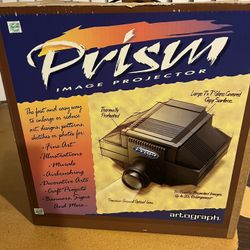 Prism
IMAGE PROJECTOR
The fast and easy way
to enlarge or reduce
art, designs, patterns,
sketches or photos for:
Fine Art
Illustrations
Murals
Airbrushing
Decorative Arts
Craft Projects
Banners, Signs
And More...
Thermally
Protected
Large 7 x 7 Glass Covered
Copy Surface
Prism
Precision Ground Optical Lens
artograph